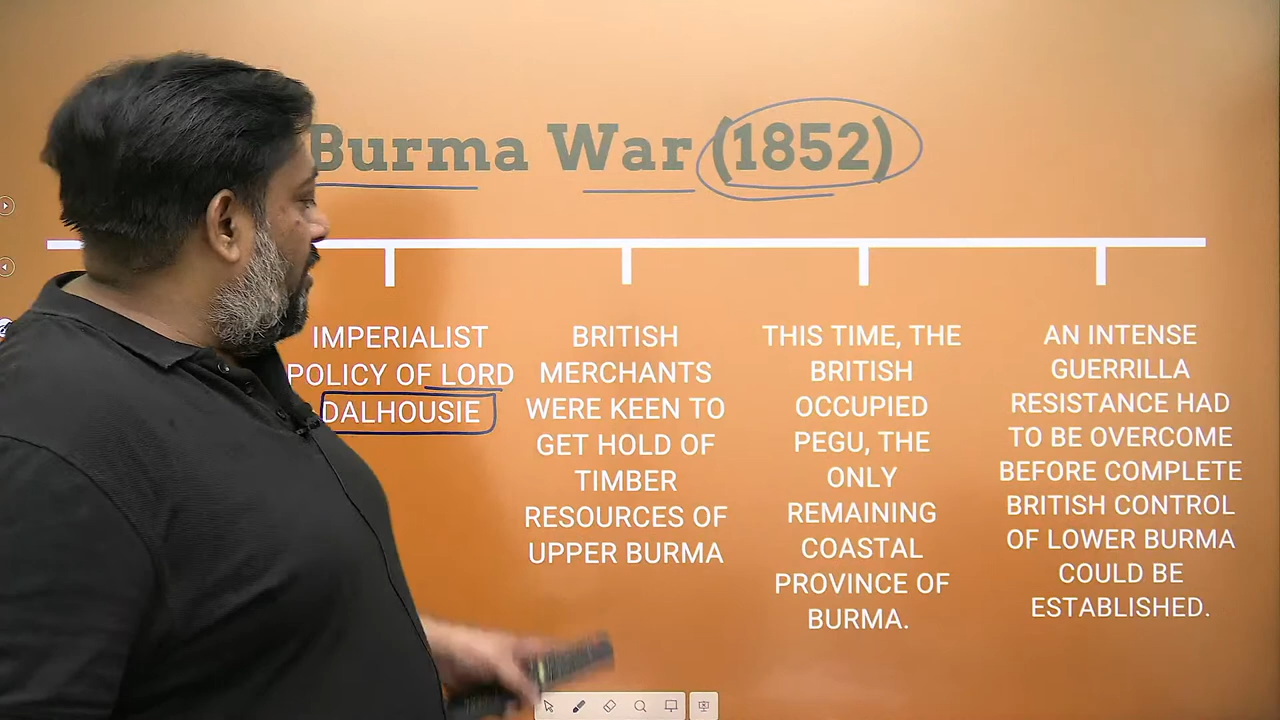 Burma War (1852)
IMPERIALIST
POLICY OF LORD
DALHOUSIE
BRITISH
MERCHANTS
WERE KEEN TO
GET HOLD OF
TIMBER
RESOURCES OF
UPPER BURMA
THIS TIME, THE
BRITISH
OCCUPIED
PEGU, THE
ONLY
REMAINING
COASTAL
PROVINCE OF
BURMA.
AN INTENSE
GUERRILLA
RESISTANCE HAD
TO BE OVERCOME
BEFORE COMPLETE
BRITISH CONTROL
OF LOWER BURMA
COULD BE
ESTABLISHED.